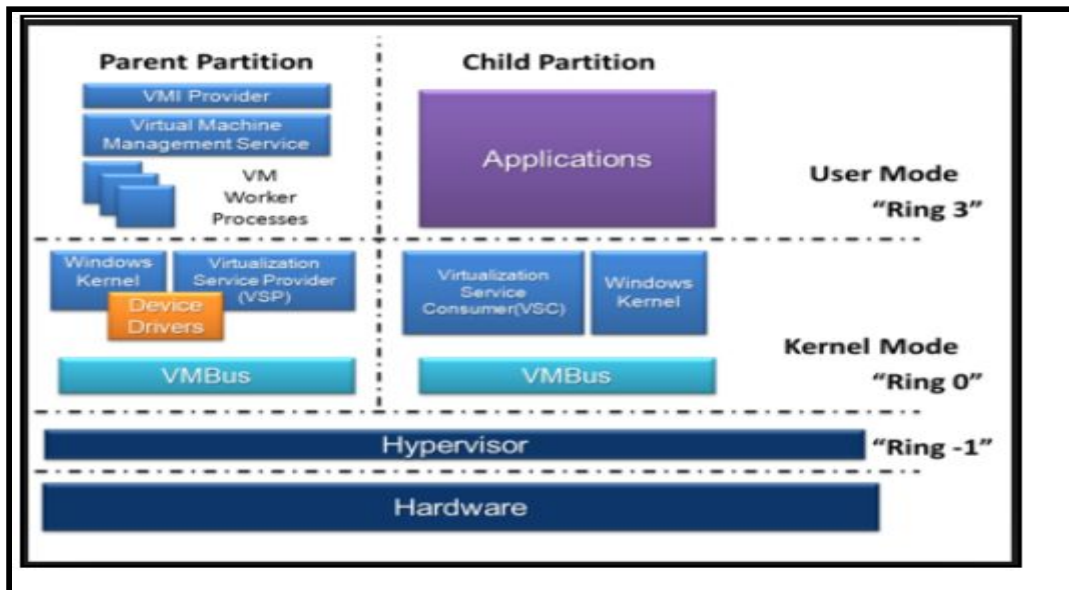 Parent Partition
Child Partition
VMI Provider
Virtual Machine
Management Service
VM
Worker
Processes
Applications
User Mode
“Ring 3”
Windows
Kernel
Virtualization
Service Provider
(VSP)
Device
Drivers
Virtualization
Service
Consumer(VSC)
Windows
Kernel
VMBus
VMBus
Kernel Mode
“Ring 0”
Hypervisor
“Ring -1”
Hardware